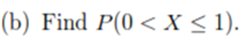 (b) Find P(0 < X ≤ 1).